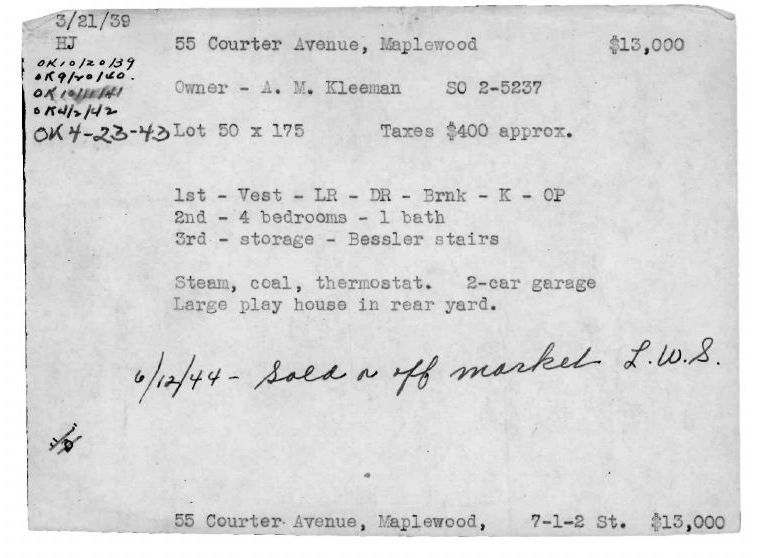 3/21/39
HJ 55 Courter Avenue, Maplewood $13,000
OK 10/20/39
OK 9/20/40.
Owner - A. M. Kleeman SO 2-5237
OK 10/11/41
OK 4/2/42
OK 4-23-43 Lot 50 x 175 Taxes $400 approx.
1st - Vest - LR - DR - Brnk - K - OP
2nd - 4 bedrooms - 1 bath
3rd - storage - Bessler stairs
Steam, coal, thermostat. 2-car garage
Large play house in rear yard.
6/12/44 - Sold or off market L.W.S.
55 Courter Avenue, Maplewood, 7-1-2 St. $13,000